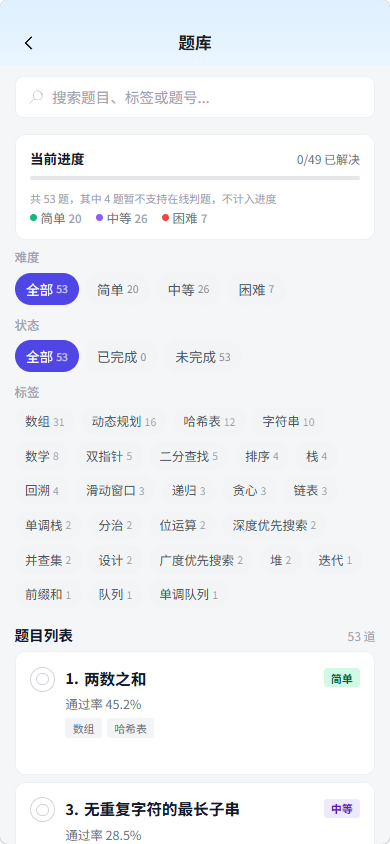 题库
搜索题目、标签或题号...
当前进度 0/49 已解决
共 53 题，其中 4 题暂不支持在线判题，不计入进度
简单 20 中等 26 困难 7
难度
全部 53 简单 20 中等 26 困难 7
状态
全部 53 已完成 0 未完成 53
标签
数组 31 动态规划 16 哈希表 12 字符串 10
数学 8 双指针 5 二分查找 5 排序 4 栈 4
回溯 4 滑动窗口 3 递归 3 贪心 3 链表 3
单调栈 2 分治 2 位运算 2 深度优先搜索 2
并查集 2 设计 2 广度优先搜索 2 堆 2 迭代 1
前缀和 1 队列 1 单调队列 1
题目列表 53 道
1. 两数之和 简单
通过率 45.2%
数组 哈希表
3. 无重复字符的最长子串 中等
通过率 28.5%